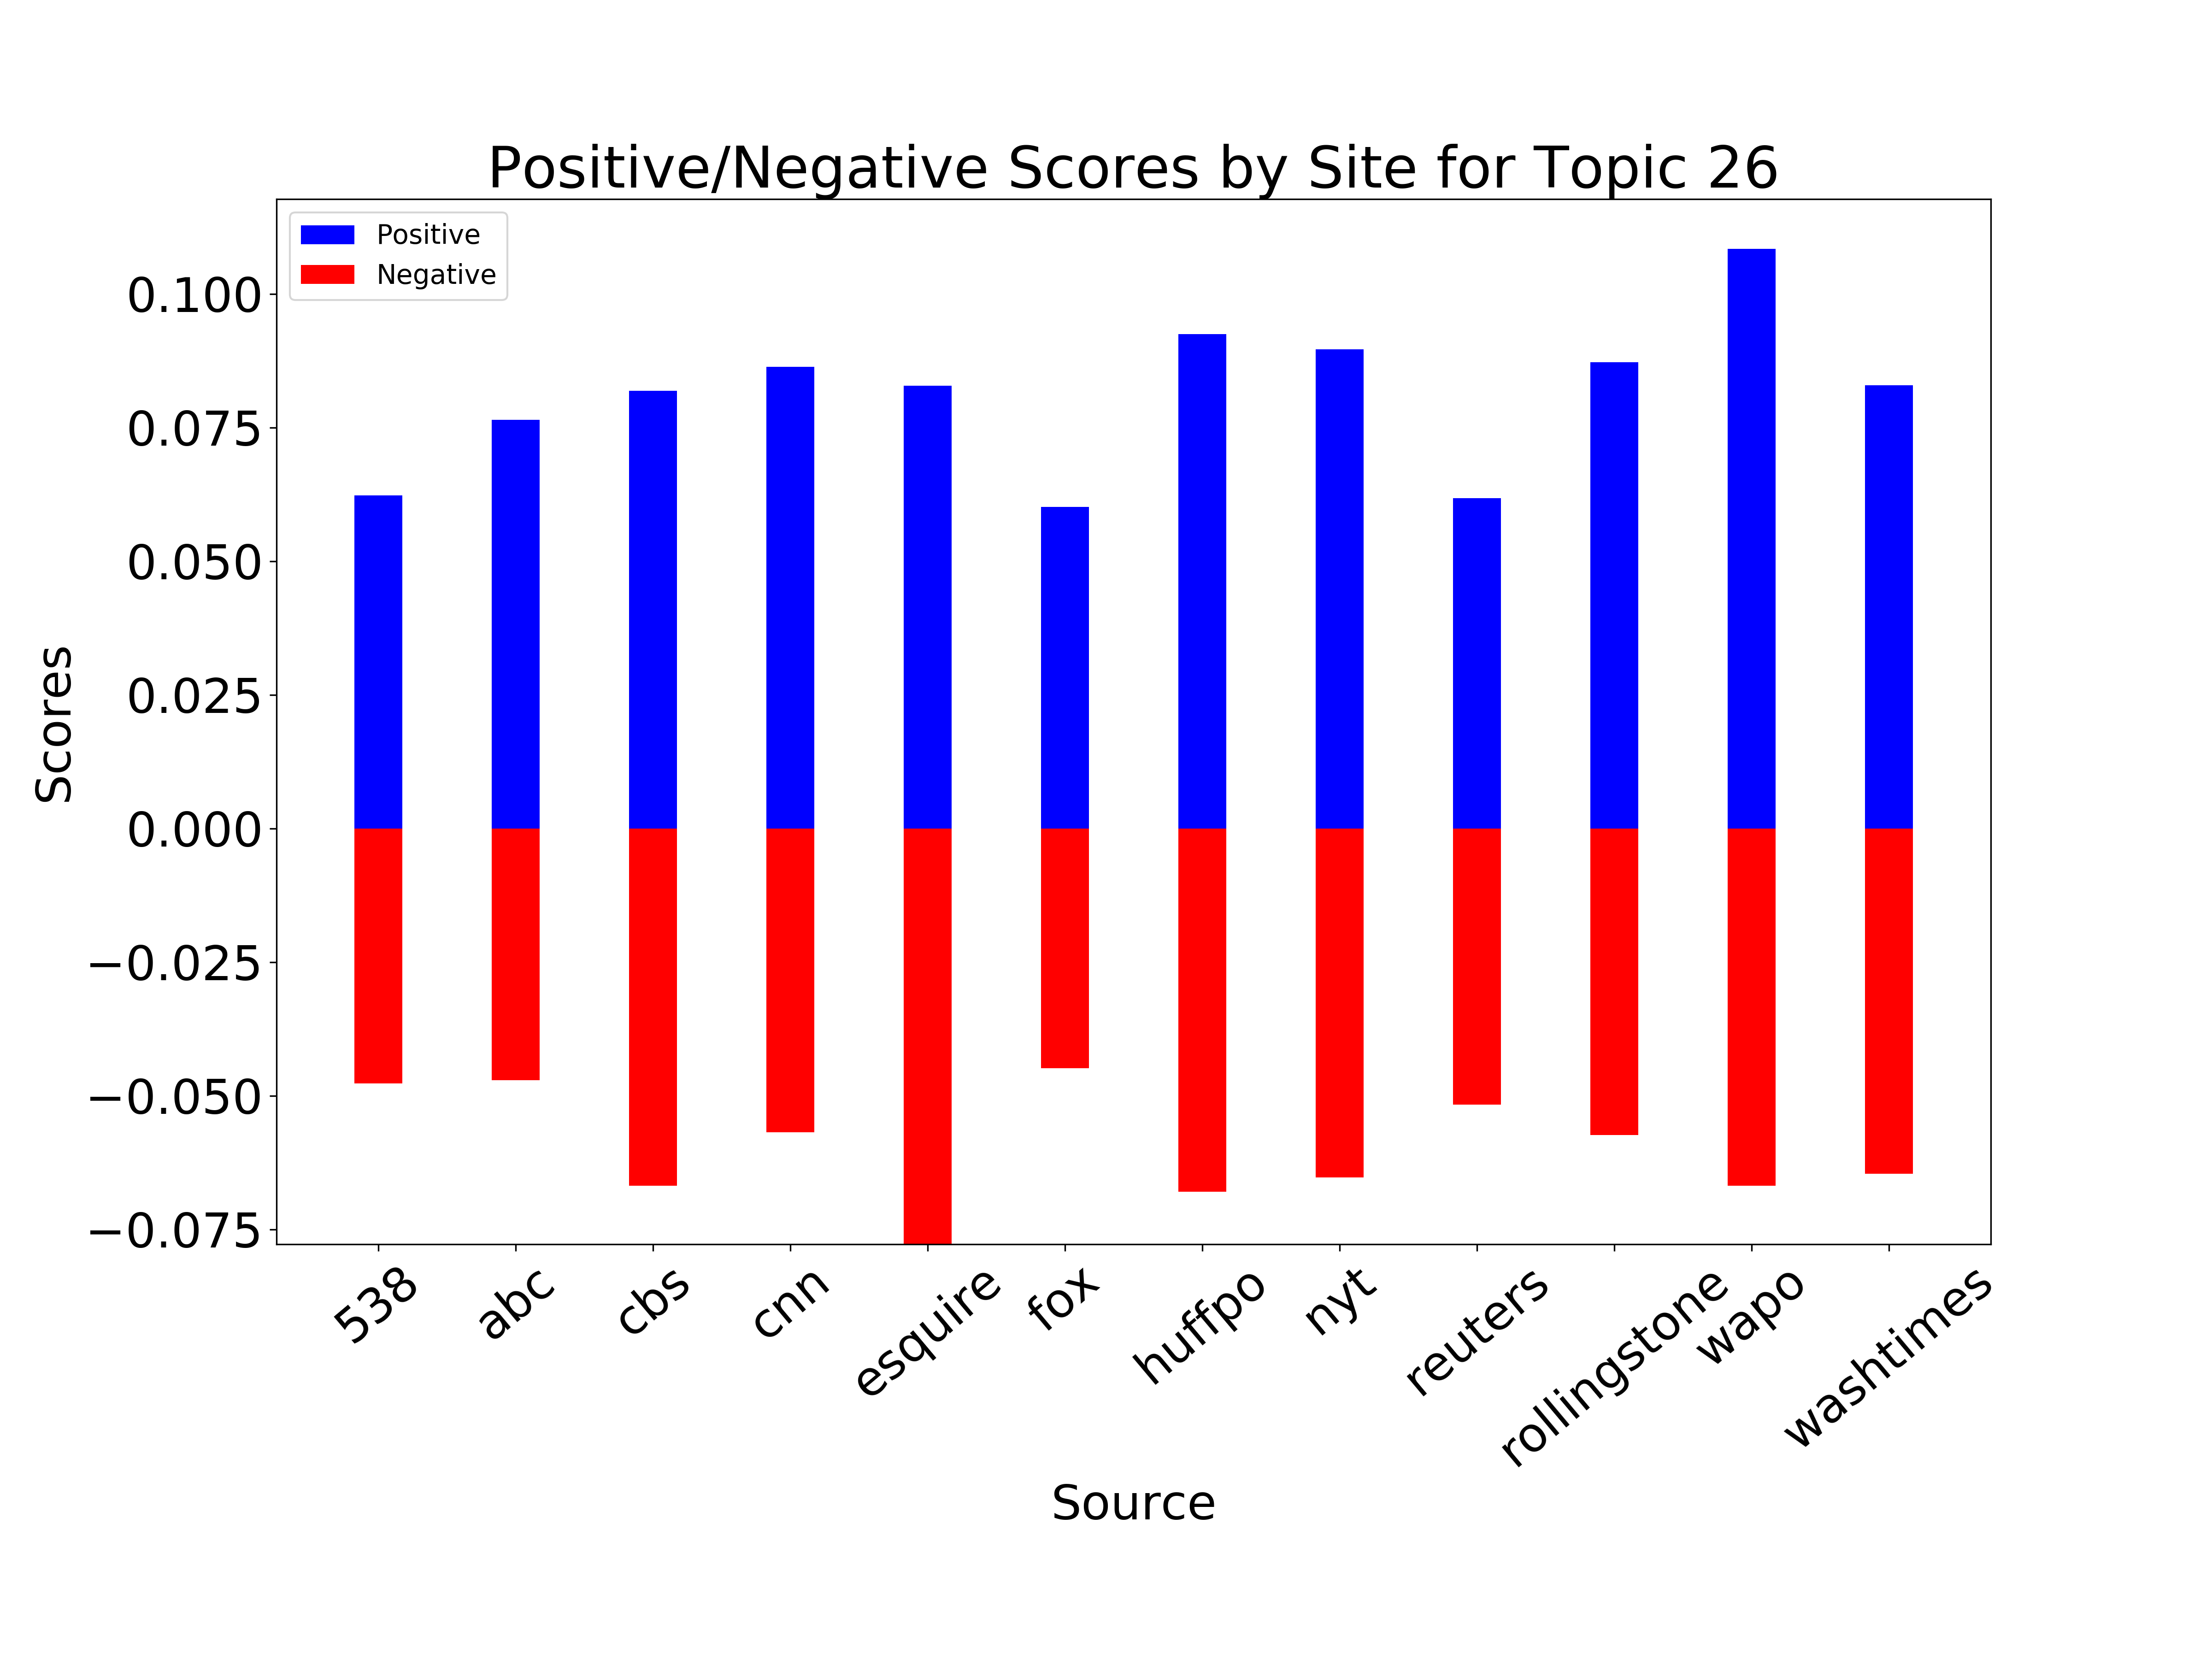 Positive/Negative Scores by Site for Topic 26
Positive
Negative
0.100
0.075
0.050
0.025
0.000
−0.025
−0.050
−0.075
Scores
538
abc
cbs
cnn
esquire
fox
huffpo
nyt
reuters
rollingstone
wapo
washtimes
Source